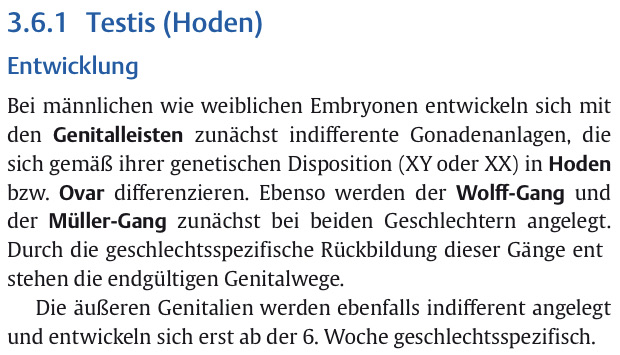 3.6.1 Testis (Hoden)
Entwicklung
Bei männlichen wie weiblichen Embryonen entwickeln sich mit
den Genitalleisten zunächst indifferente Gonadenanlagen, die
sich gemäß ihrer genetischen Disposition (XY oder XX) in Hoden
bzw. Ovar differenzieren. Ebenso werden der Wolff-Gang und
der Müller-Gang zunächst bei beiden Geschlechtern angelegt.
Durch die geschlechtsspezifische Rückbildung dieser Gänge ent
stehen die endgültigen Genitalwege.
Die äußeren Genitalien werden ebenfalls indifferent angelegt
und entwickeln sich erst ab der 6. Woche geschlechtsspezifisch.